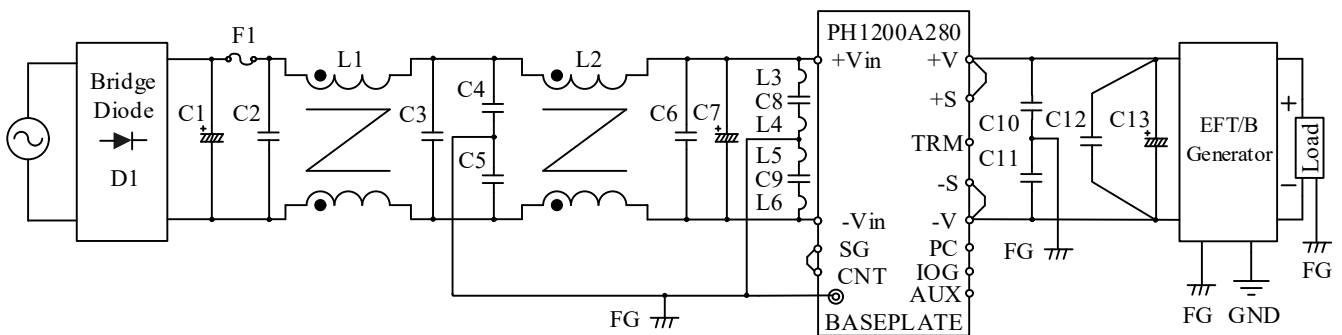 Bridge
Diode
D1
C1
F1
C2
L1
C3
C4
C5
L2
C6
C7
L3
C8
L4
L5
C9
L6
FG
PH1200A280
+Vin
-Vin
SG
CNT
BASEPLATE
+V
+S
TRM
-S
-V
PC
IOG
AUX
C10
C11
FG
C12
C13
+
+
+
EFT/B
Generator
FG
GND
+
−
Load
FG